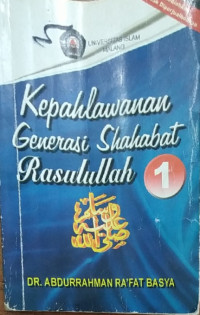 UNIVERSITAS ISLAM
MALANG
Kepahlawanan
Generasi Shahabat
Rasulullah 1
DR. ABDURRAHMAN RA'FAT BASYA